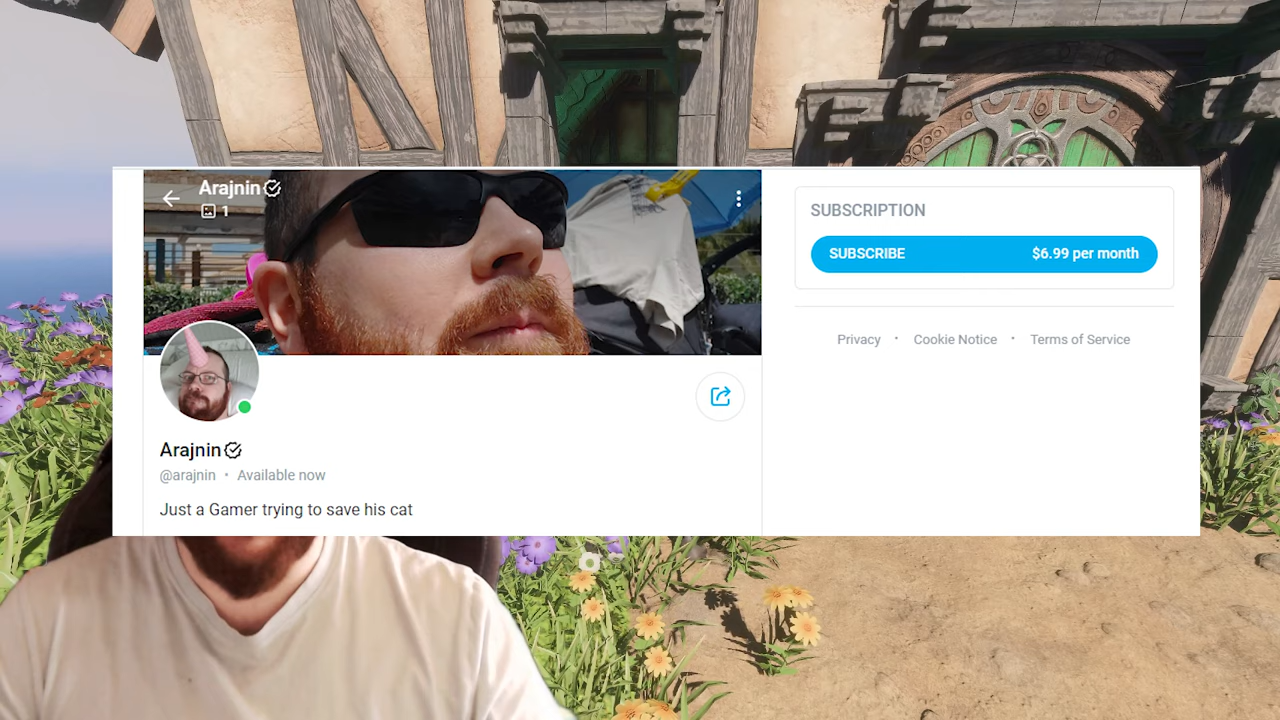 Arajnin
1
SUBSCRIPTION
SUBSCRIBE $6.99 per month
Privacy · Cookie Notice · Terms of Service
Arajnin
@arajnin · Available now
Just a Gamer trying to save his cat